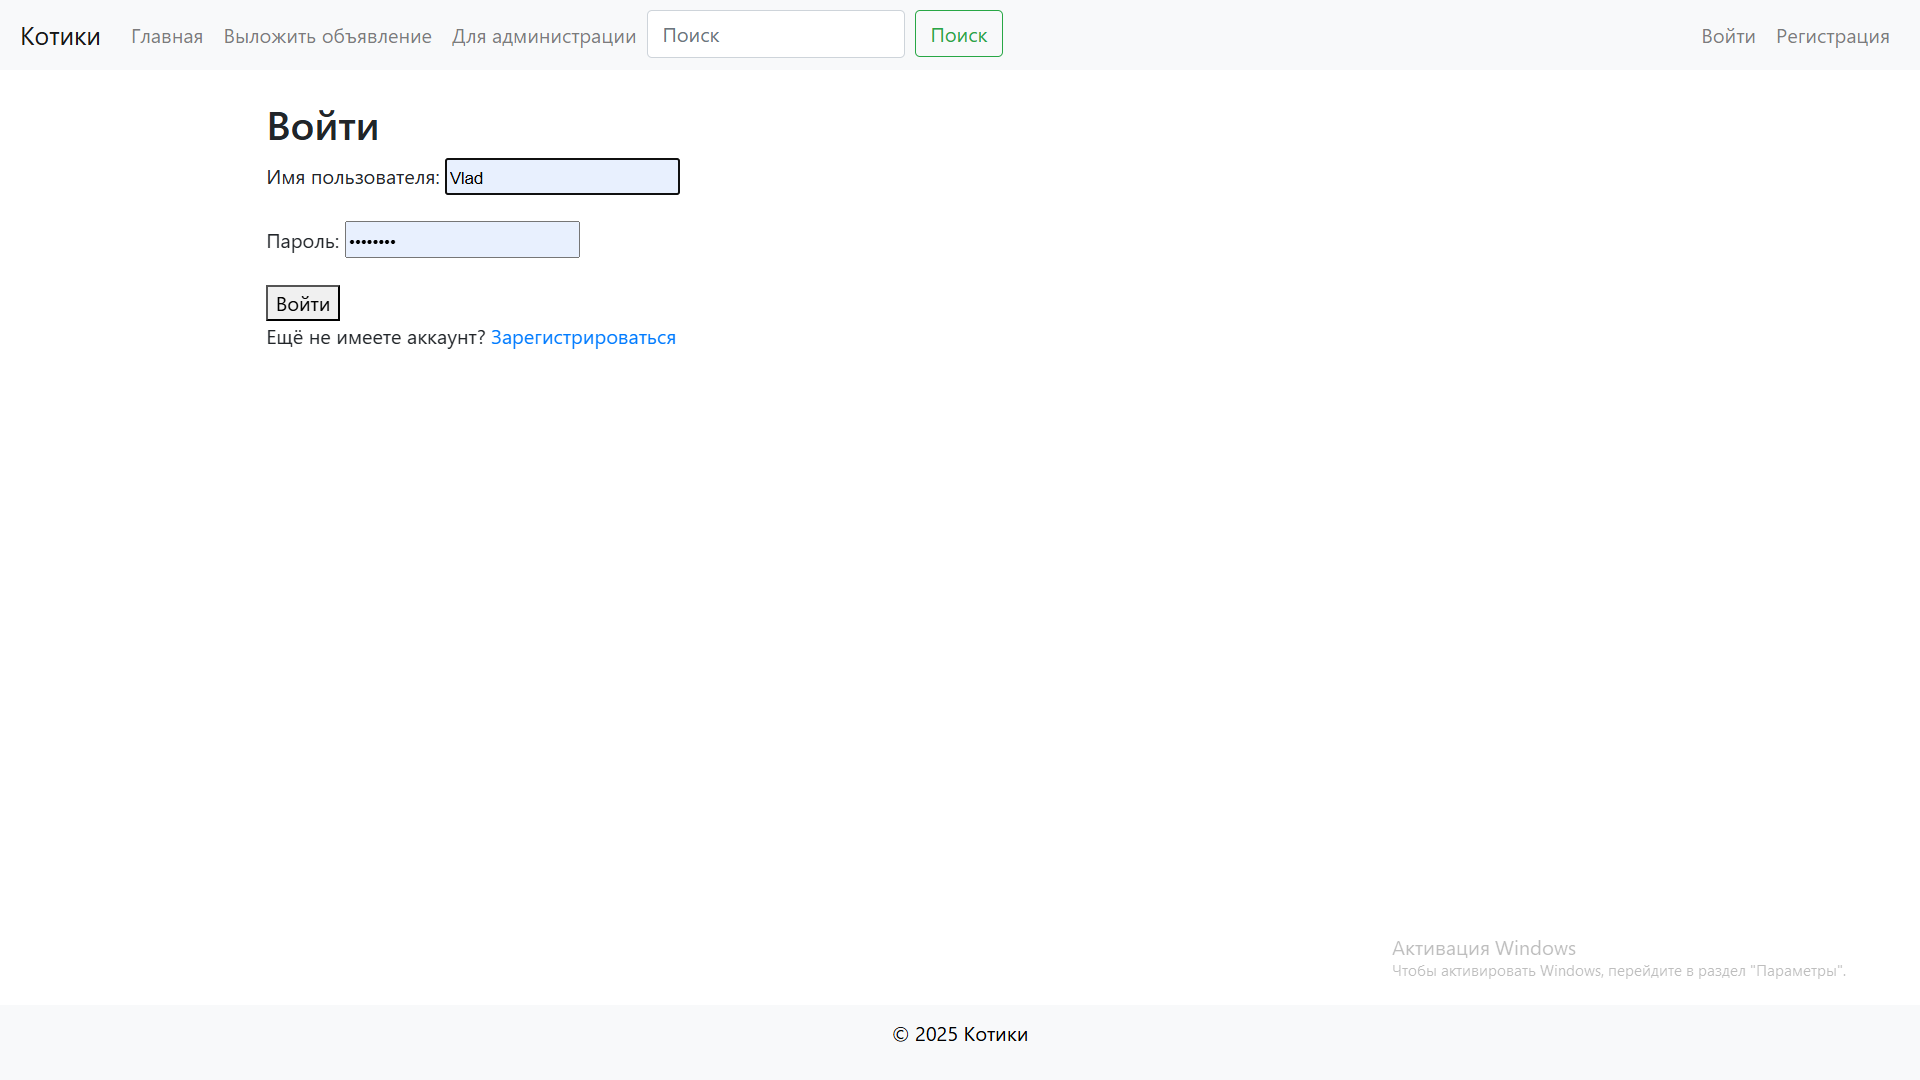 Котики Главная Выложить объявление Для администрации Поиск Поиск Войти Регистрация
Войти
Имя пользователя: Vlad
Пароль: ••••••••
Войти
Ещё не имеете аккаунт? Зарегистрироваться
Активация Windows
Чтобы активировать Windows, перейдите в раздел "Параметры".
© 2025 Котики